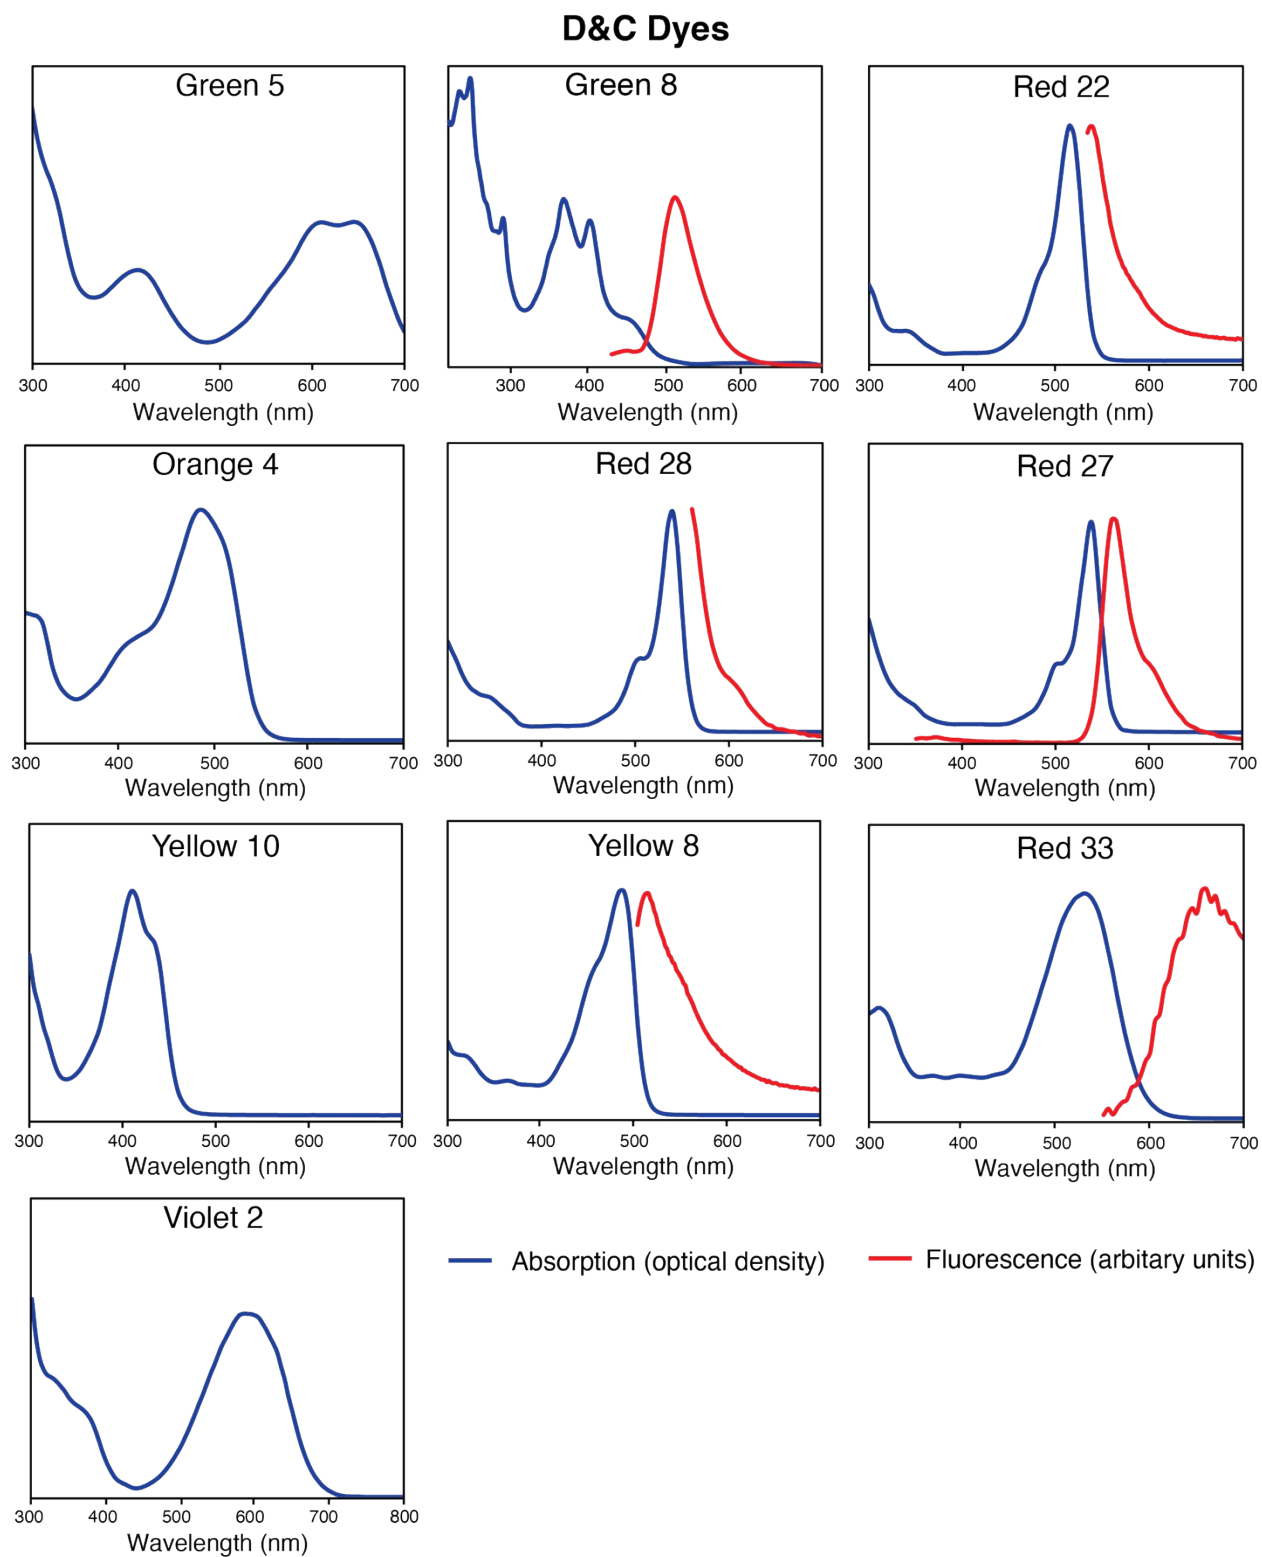 D&C Dyes
Green 5
300 400 500 600 700
Wavelength (nm)
Green 8
300 400 500 600 700
Wavelength (nm)
Red 22
300 400 500 600 700
Wavelength (nm)
Orange 4
300 400 500 600 700
Wavelength (nm)
Red 28
300 400 500 600 700
Wavelength (nm)
Red 27
300 400 500 600 700
Wavelength (nm)
Yellow 10
300 400 500 600 700
Wavelength (nm)
Yellow 8
300 400 500 600 700
Wavelength (nm)
Red 33
300 400 500 600 700
Wavelength (nm)
Violet 2
300 400 500 600 700 800
Wavelength (nm)
Absorption (optical density)
Fluorescence (arbitary units)